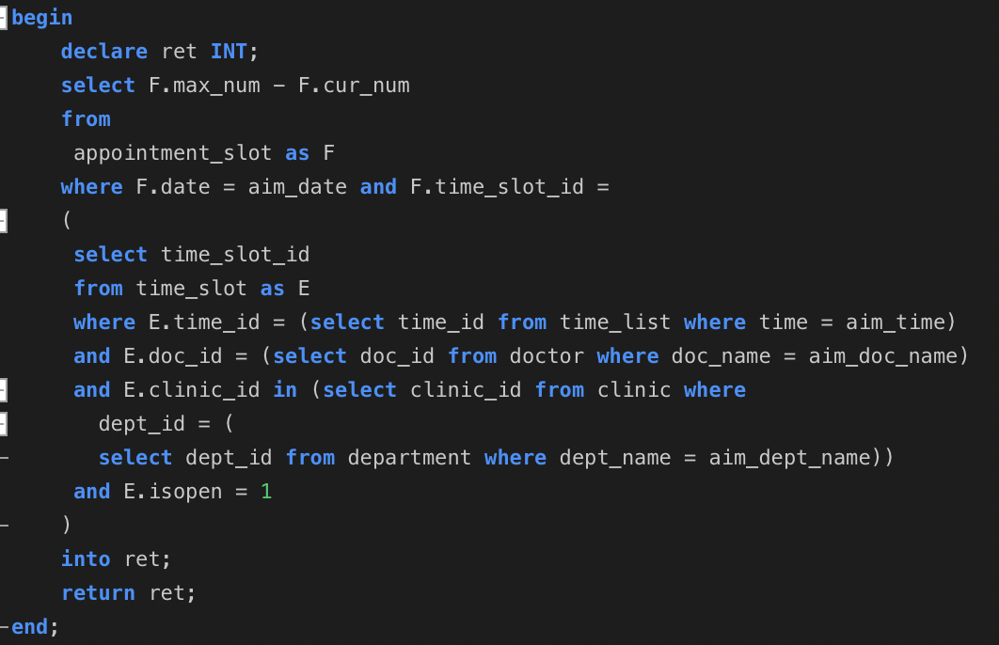 begin
declare ret INT;
select F.max_num - F.cur_num
from
appointment_slot as F
where F.date = aim_date and F.time_slot_id =
(
select time_slot_id
from time_slot as E
where E.time_id = (select time_id from time_list where time = aim_time)
and E.doc_id = (select doc_id from doctor where doc_name = aim_doc_name)
and E.clinic_id in (select clinic_id from clinic where
dept_id = (
select dept_id from department where dept_name = aim_dept_name))
and E.isopen = 1
)
into ret;
return ret;
end;